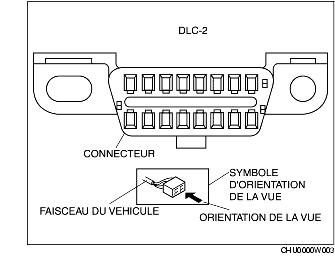 DLC-2
CONNECTEUR
SYMBOLE
D'ORIENTATION
DE LA VUE
FAISCEAU DU VEHICULE
ORIENTATION DE LA VUE
CHU0000W003